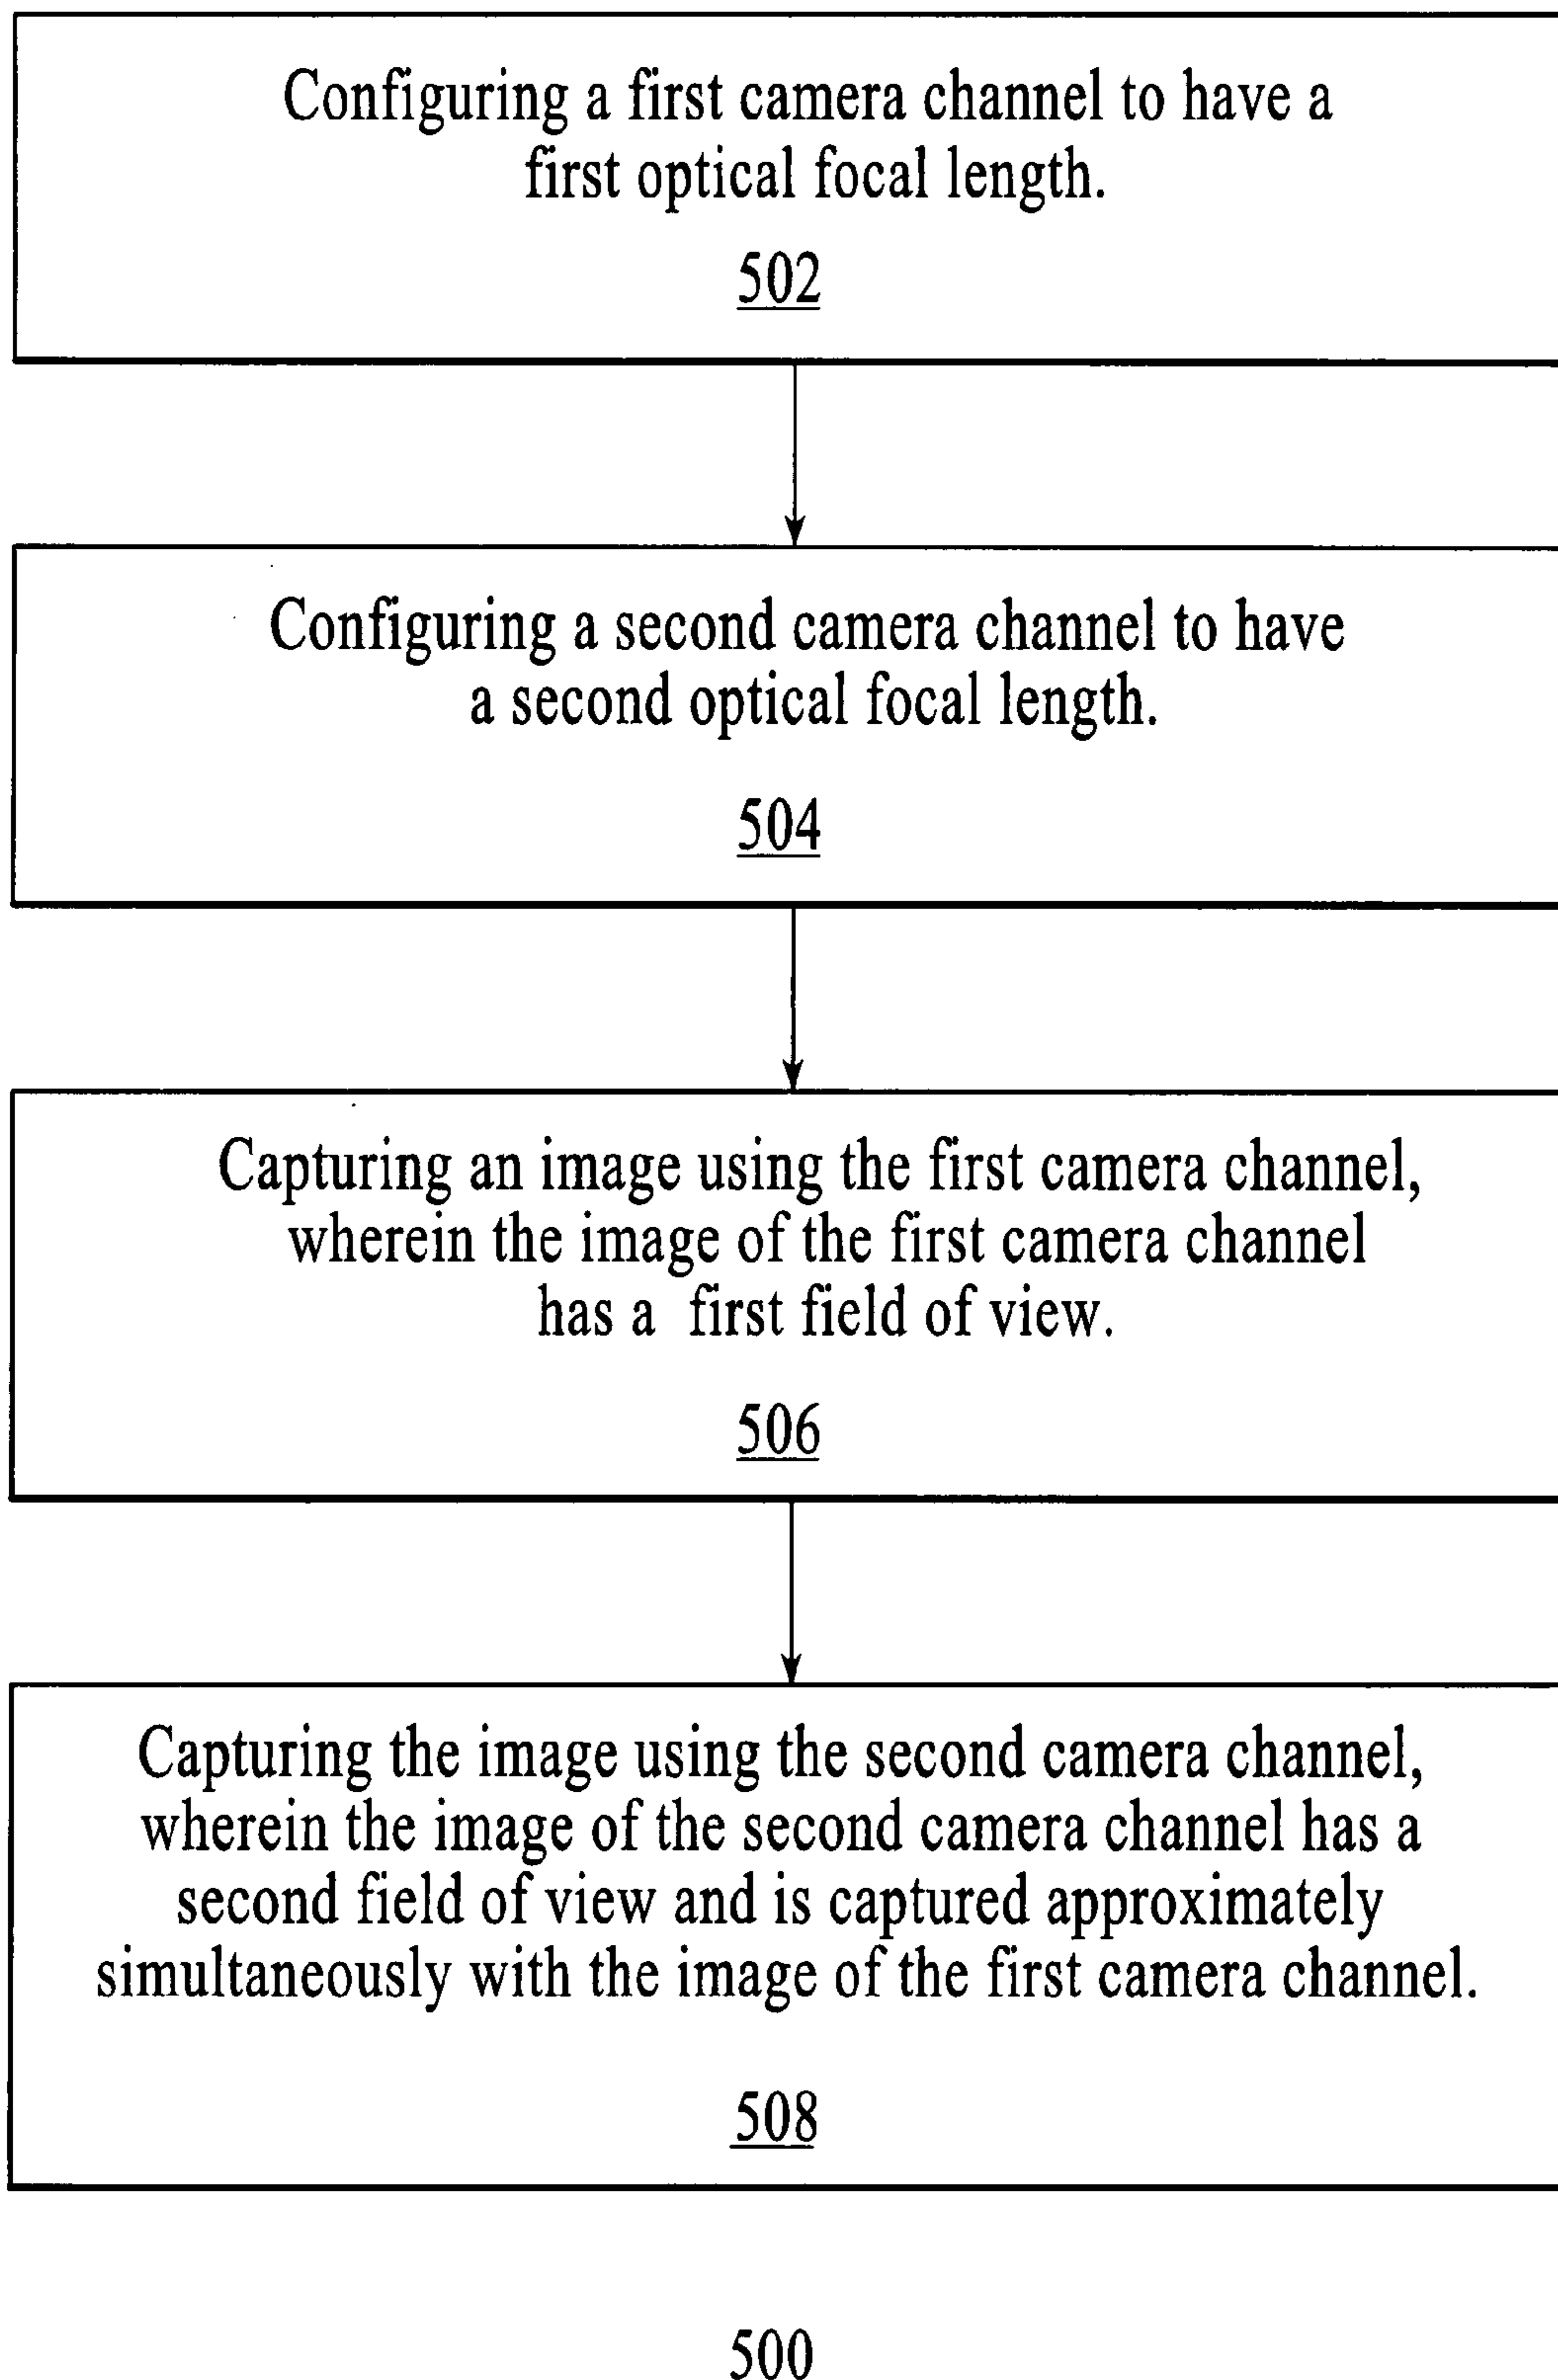 Configuring a first camera channel to have a
first optical focal length.
502
Configuring a second camera channel to have
a second optical focal length.
504
Capturing an image using the first camera channel,
wherein the image of the first camera channel
has a first field of view.
506
Capturing the image using the second camera channel,
wherein the image of the second camera channel has a
second field of view and is captured approximately
simultaneously with the image of the first camera channel.
508
500